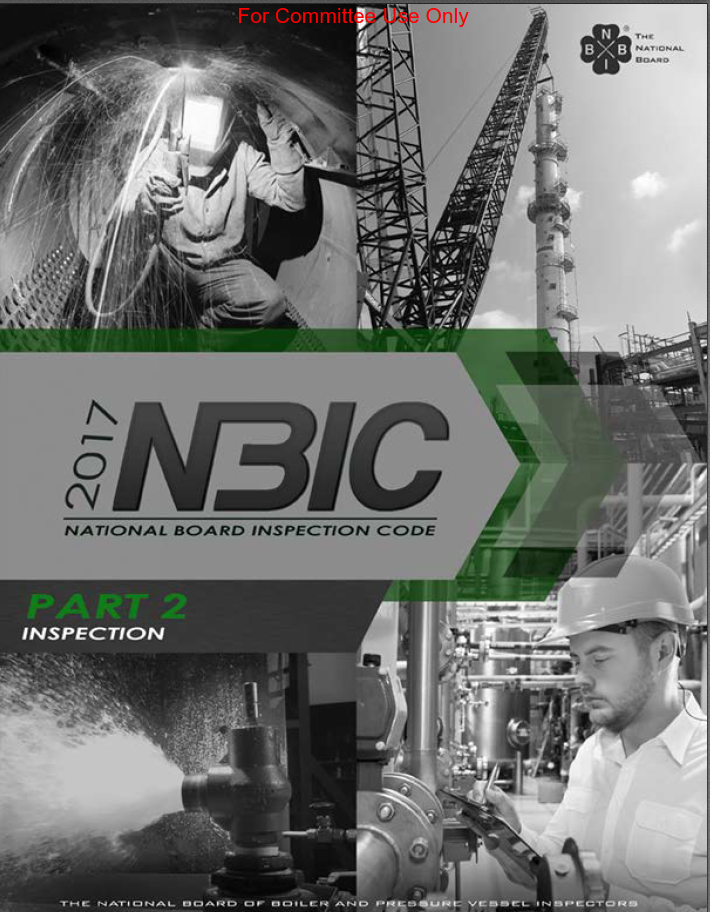 For Committee Use Only
N
B B
I
®
THE
NATIONAL
BOARD
2017
NBIC
NATIONAL BOARD INSPECTION CODE
PART 2
INSPECTION
THE NATIONAL BOARD OF BOILER AND PRESSURE VESSEL INSPECTORS